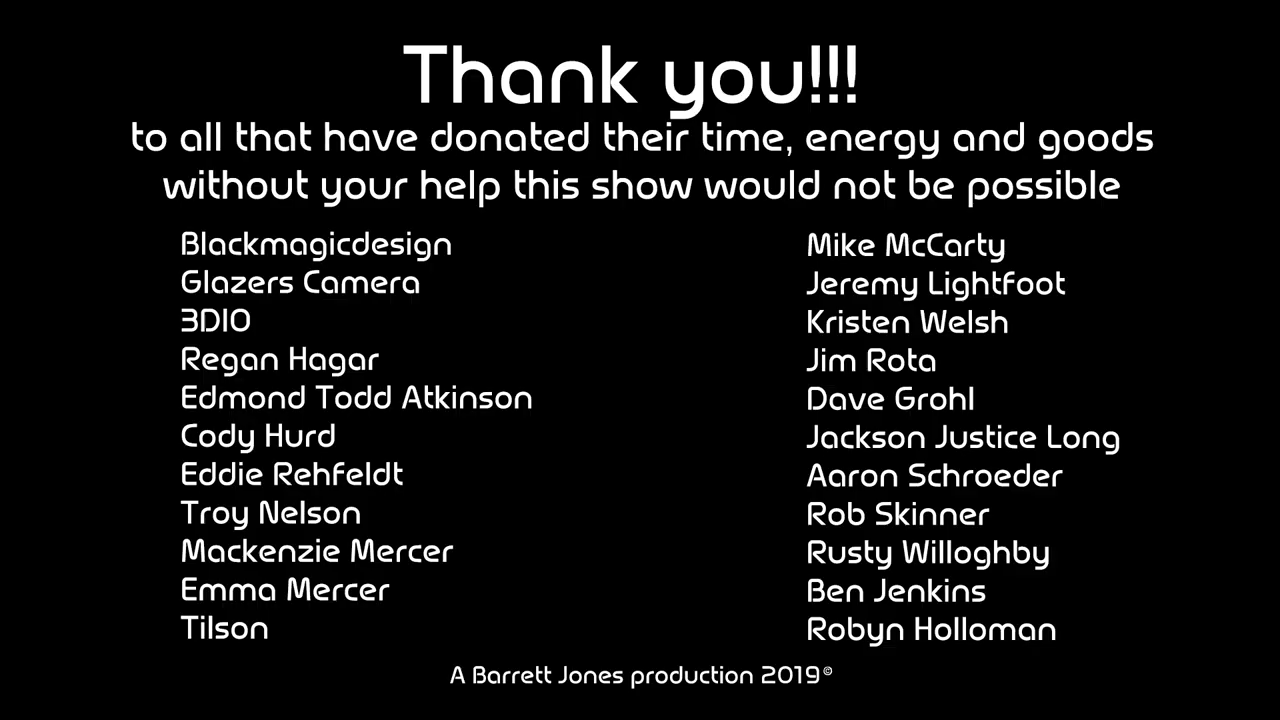 Thank you!!!
to all that have donated their time, energy and goods
without your help this show would not be possible
Blackmagicdesign
Glazers Camera
3DIO
Regan Hagar
Edmond Todd Atkinson
Cody Hurd
Eddie Rehfeldt
Troy Nelson
Mackenzie Mercer
Emma Mercer
Tilson
Mike McCarty
Jeremy Lightfoot
Kristen Welsh
Jim Rota
Dave Grohl
Jackson Justice Long
Aaron Schroeder
Rob Skinner
Rusty Willoghby
Ben Jenkins
Robyn Holloman
A Barrett Jones production 2019©